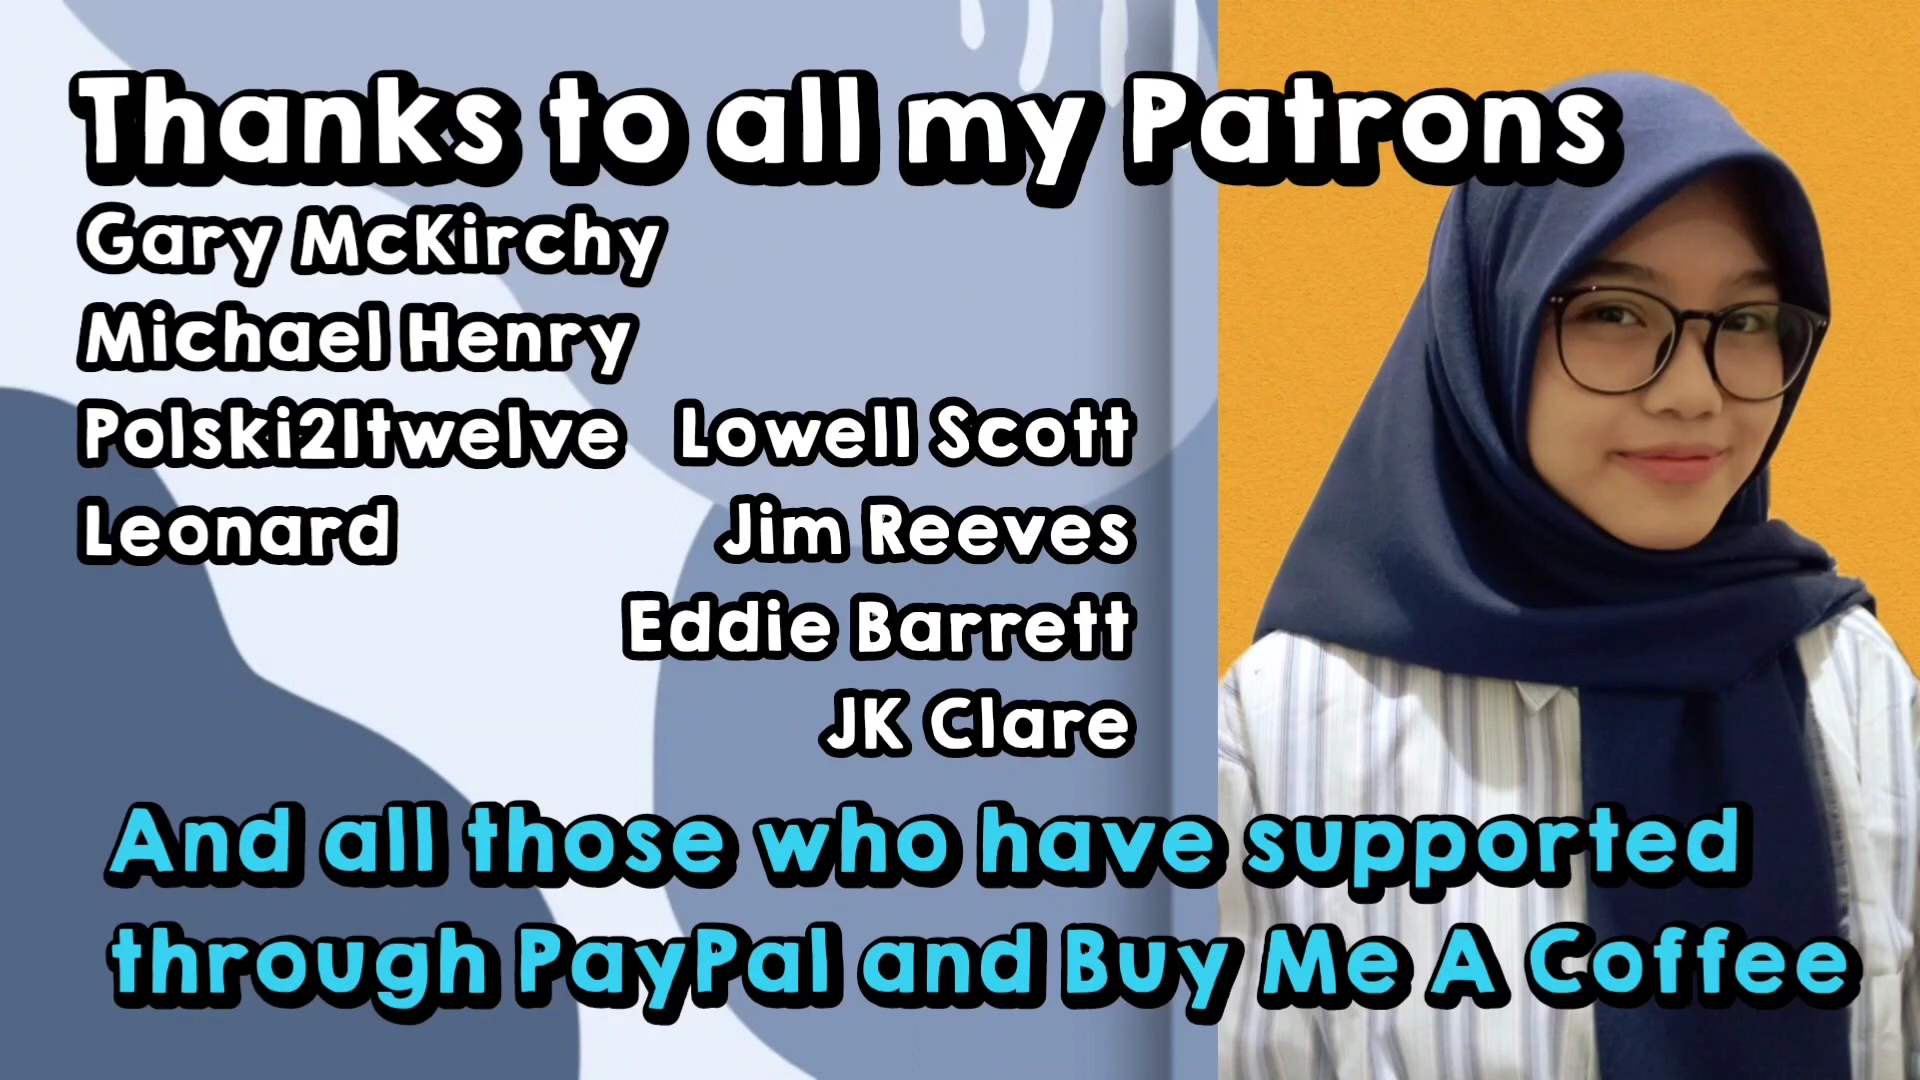 Thanks to all my Patrons
Gary McKirchy
Michael Henry
Polski21twelve
Leonard
Lowell Scott
Jim Reeves
Eddie Barrett
JK Clare
And all those who have supported
through PayPal and Buy Me A Coffee